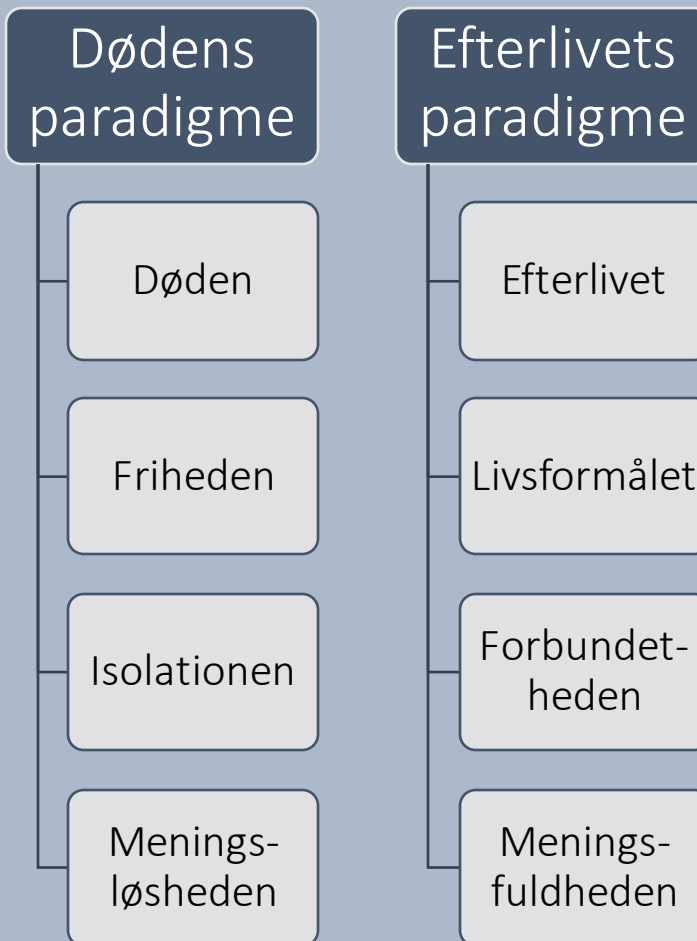 Dødens
paradigme
Døden
Friheden
Isolationen
Menings-
løsheden
Efterlivets
paradigme
Efterlivet
Livsformålet
Forbundet-
heden
Menings-
fuldheden